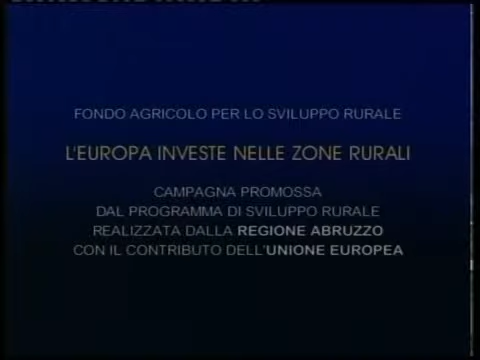 FONDO AGRICOLO PER LO SVILUPPO RURALE
L'EUROPA INVESTE NELLE ZONE RURALI
CAMPAGNA PROMOSSA
DAL PROGRAMMA DI SVILUPPO RURALE
REALIZZATA DALLA REGIONE ABRUZZO
CON IL CONTRIBUTO DELL'UNIONE EUROPEA